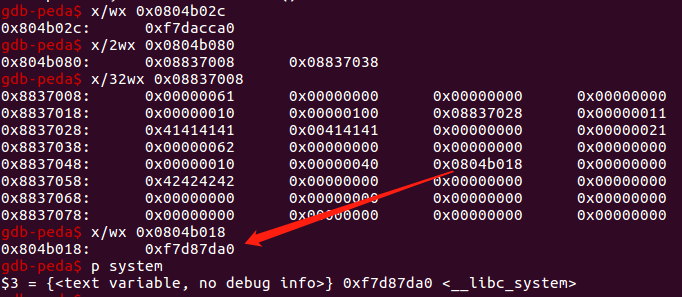 gdb-peda$ x/wx 0x0804b02c
0x804b02c: 0xf7dacca0
gdb-peda$ x/2wx 0x0804b080
0x804b080: 0x08837008 0x08837038
gdb-peda$ x/32wx 0x08837008
0x8837008: 0x00000061 0x00000000 0x00000000 0x00000000
0x8837018: 0x00000010 0x00000100 0x08837028 0x00000011
0x8837028: 0x41414141 0x00414141 0x00000000 0x00000021
0x8837038: 0x00000062 0x00000000 0x00000000 0x00000000
0x8837048: 0x00000010 0x00000040 0x0804b018 0x00000000
0x8837058: 0x42424242 0x00000000 0x00000000 0x00000000
0x8837068: 0x00000000 0x00000000 0x00000000 0x00000000
0x8837078: 0x00000000 0x00000000 0x00000000 0x00000000
gdb-peda$ x/wx 0x0804b018
0x804b018: 0xf7d87da0
gdb-peda$ p system
$3 = {<text variable, no debug info>} 0xf7d87da0 <__libc_system>